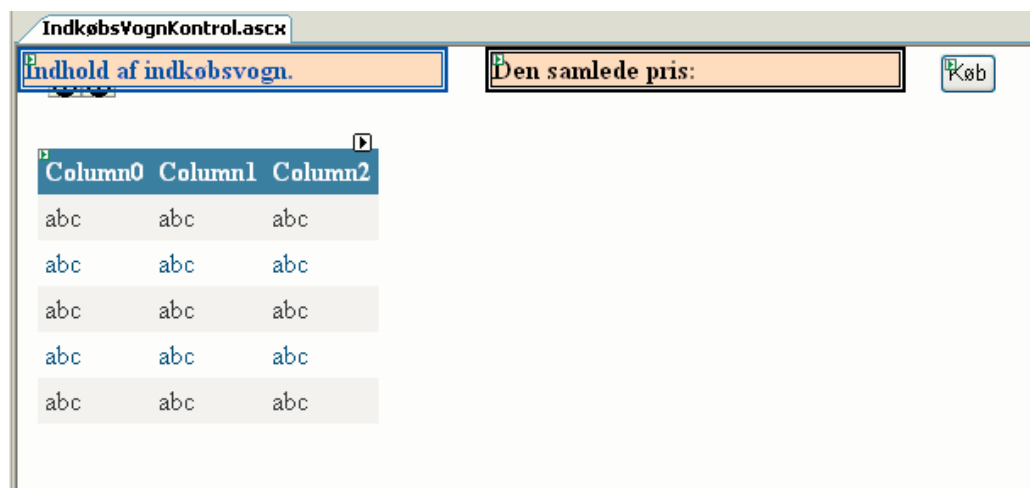 IndkøbsVognKontrol.ascx
Indhold af indkøbsvogn.
Den samlede pris:
Køb
Column0 Column1 Column2
abc abc abc
abc abc abc
abc abc abc
abc abc abc
abc abc abc